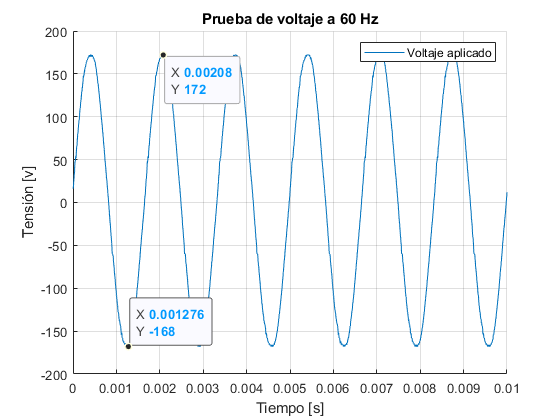 Prueba de voltaje a 60 Hz
Voltaje aplicado
X 0.00208
Y 172
X 0.001276
Y -168
Tensión [v]
200
150
100
50
0
-50
-100
-150
-200
0 0.001 0.002 0.003 0.004 0.005 0.006 0.007 0.008 0.009 0.01
Tiempo [s]